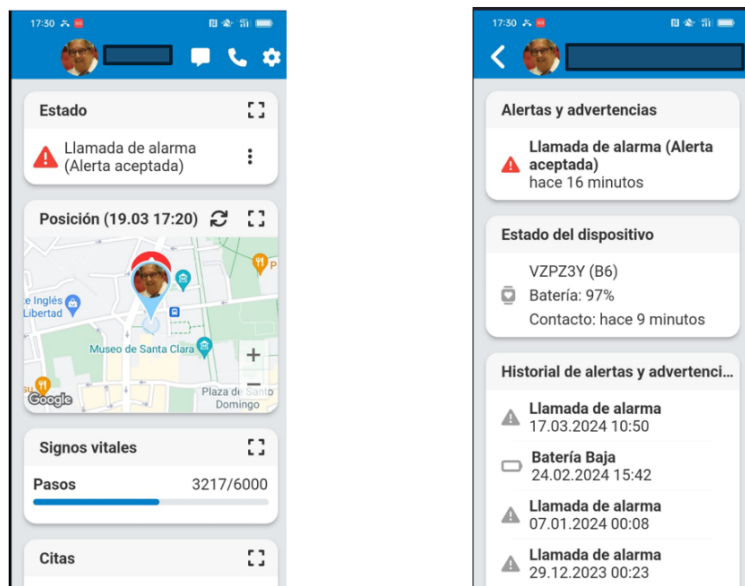 17:30
Estado
Llamada de alarma
(Alerta aceptada)
Posición (19.03 17:20)
e Inglés
Libertad
Museo de Santa Clara
Plaza de Santo
Domingo
P
+
−
Google
Signos vitales
Pasos 3217/6000
Citas
17:30
Alertas y advertencias
Llamada de alarma (Alerta
aceptada)
hace 16 minutos
Estado del dispositivo
VZPZ3Y (B6)
Batería: 97%
Contacto: hace 9 minutos
Historial de alertas y advertenci...
Llamada de alarma
17.03.2024 10:50
Batería Baja
24.02.2024 15:42
Llamada de alarma
07.01.2024 00:08
Llamada de alarma
29.12.2023 00:23